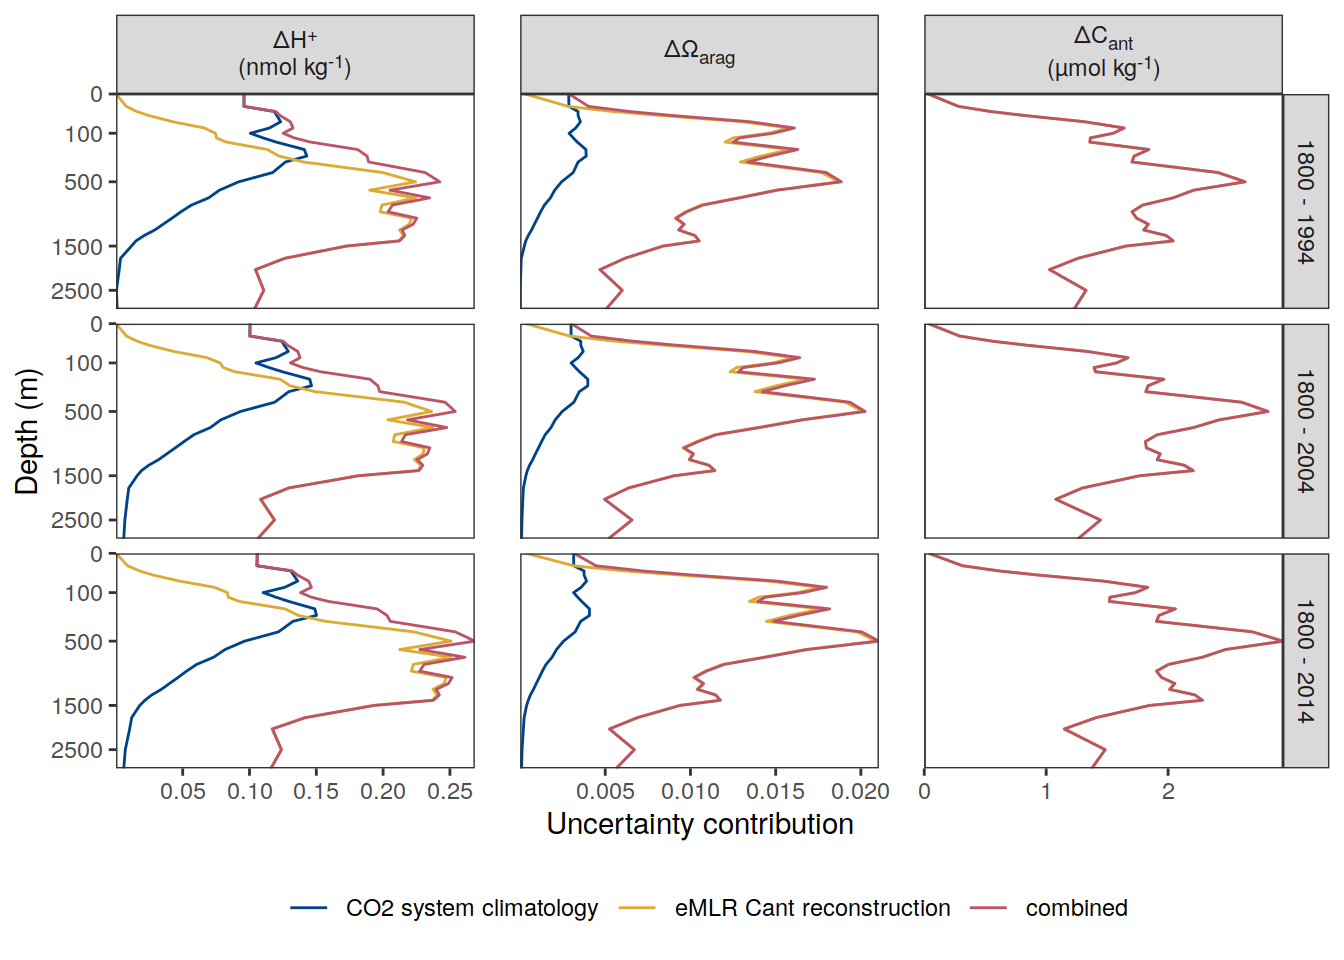 ΔH⁺
(nmol kg⁻¹)
ΔΩarag
ΔCant
(μmol kg⁻¹)
0
100
500
1500
2500
1800 - 1994
0
100
500
1500
2500
1800 - 2004
0
100
500
1500
2500
1800 - 2014
Depth (m)
0.05 0.10 0.15 0.20 0.25
0.005 0.010 0.015 0.020
0 1 2
Uncertainty contribution
CO2 system climatology eMLR Cant reconstruction combined